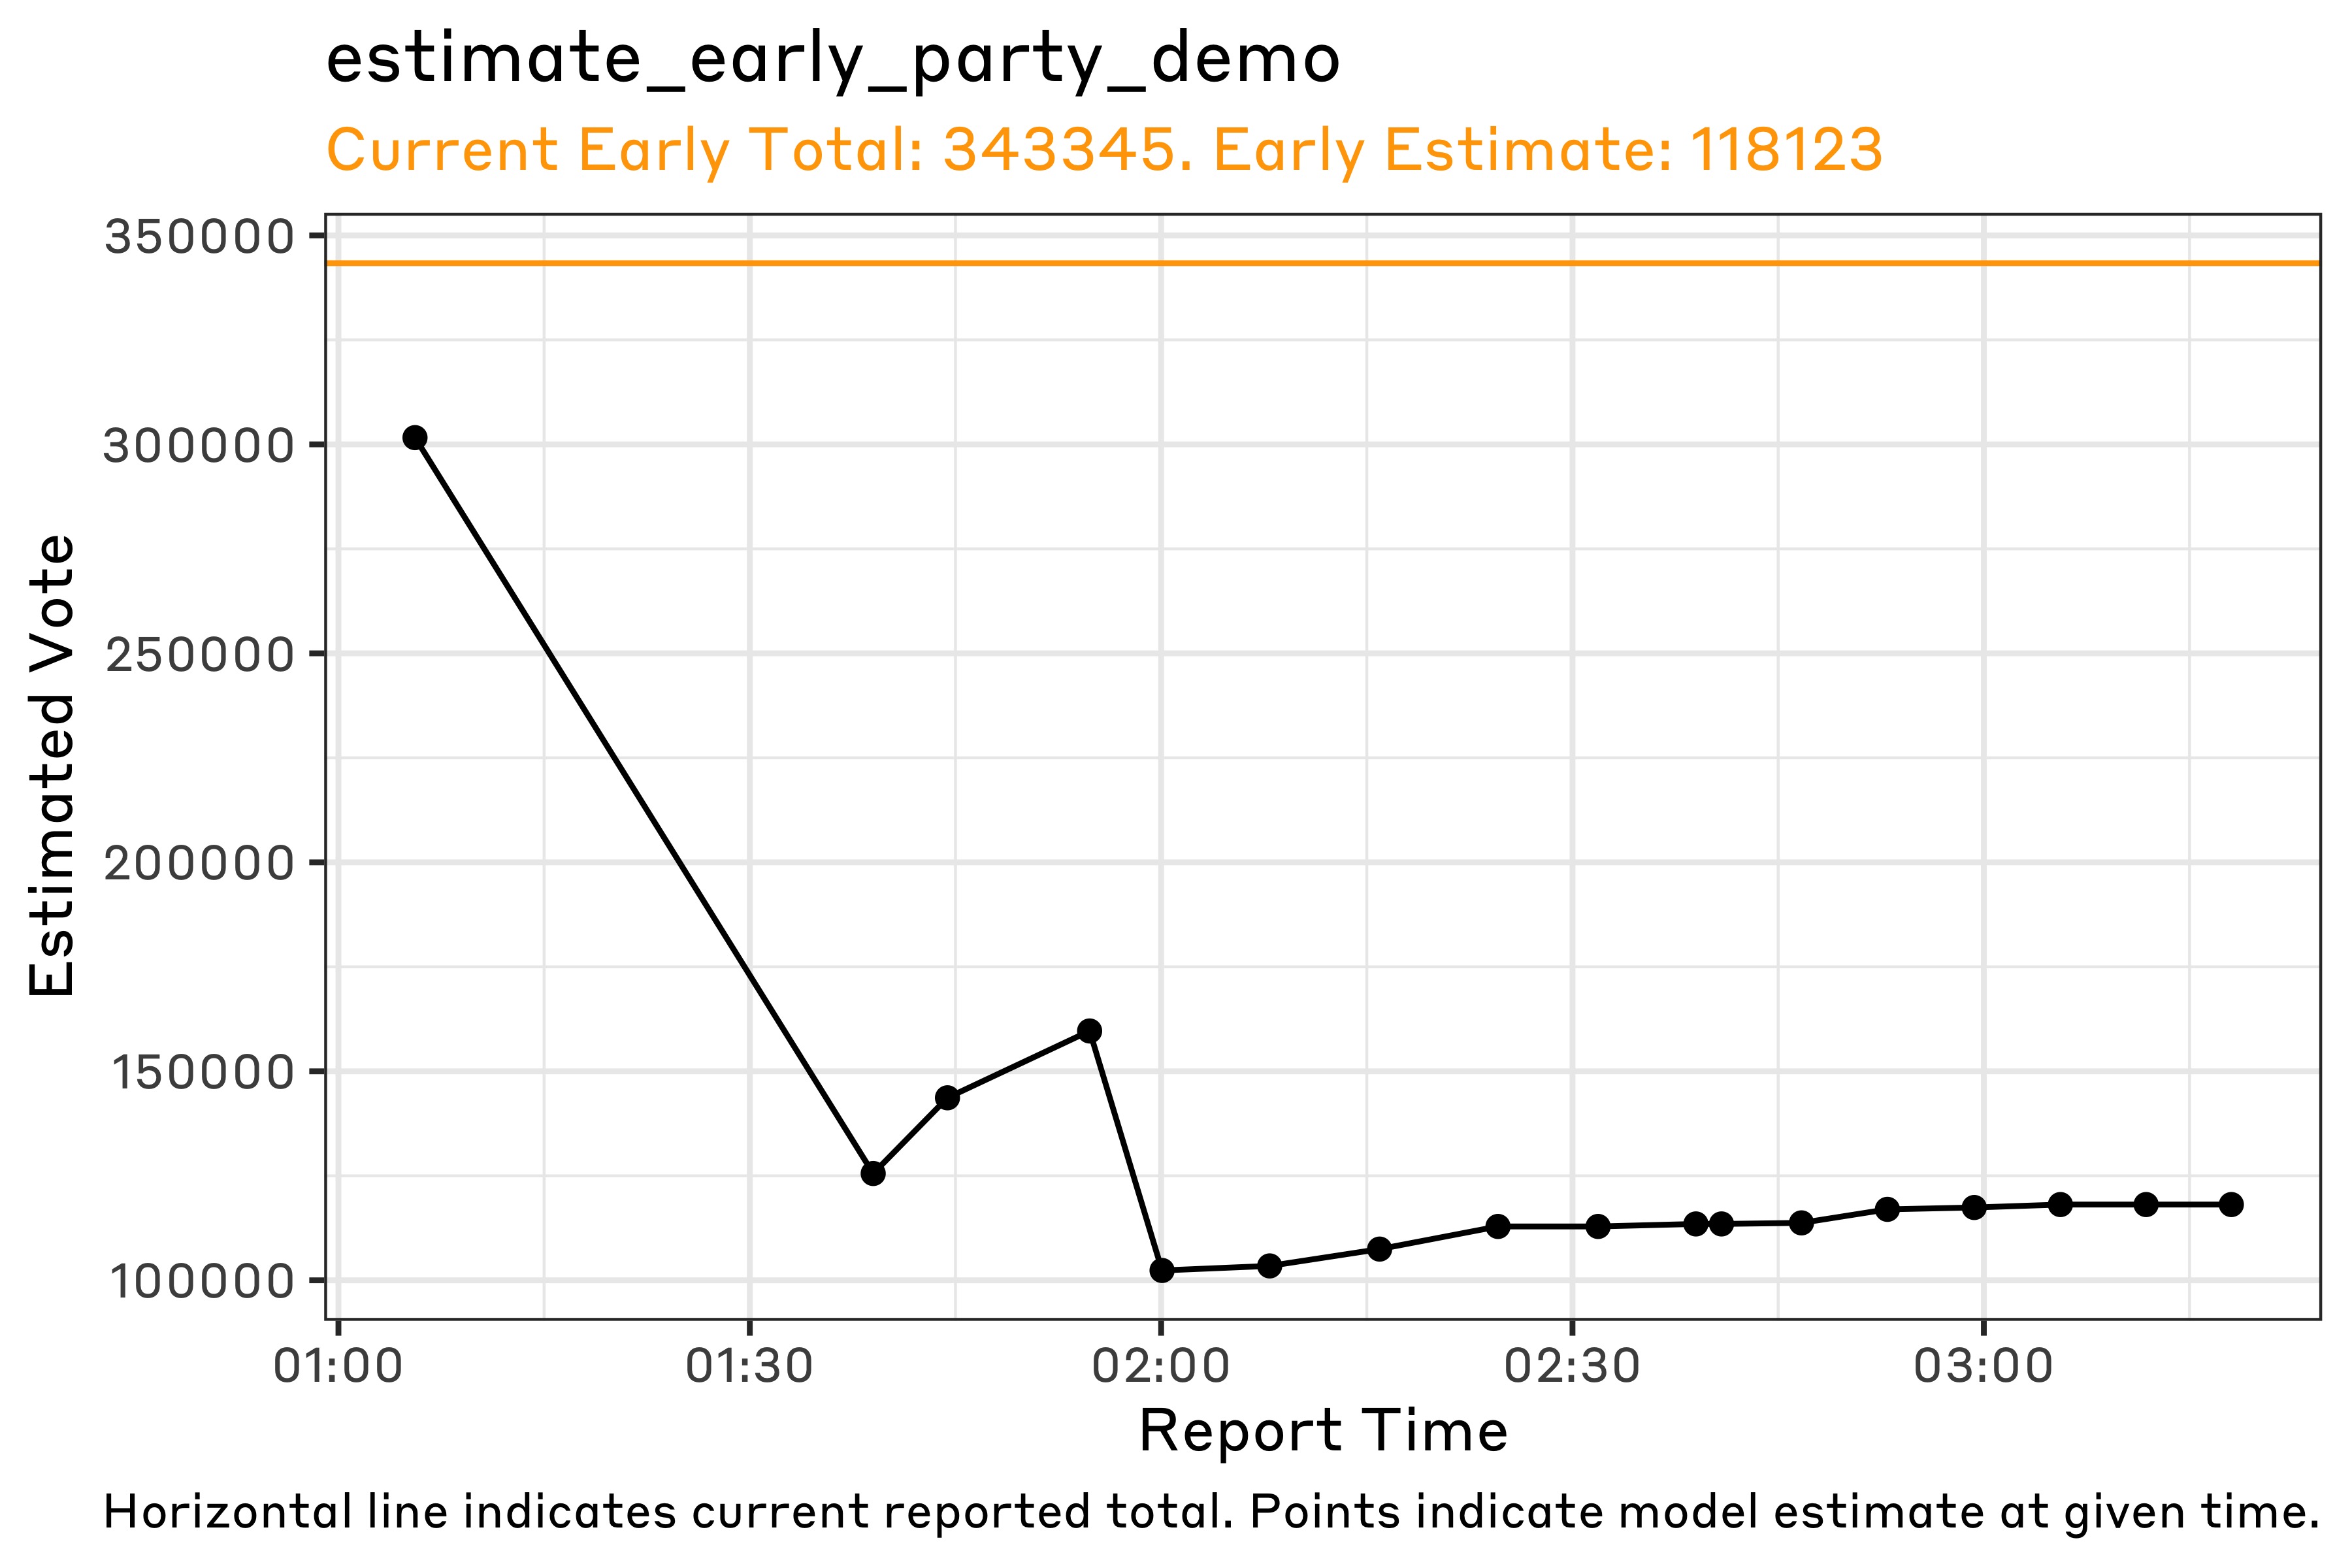 estimate_early_party_demo
Current Early Total: 343345. Early Estimate: 118123
Estimated Vote
350000
300000
250000
200000
150000
100000
01:00 01:30 02:00 02:30 03:00
Report Time
Horizontal line indicates current reported total. Points indicate model estimate at given time.